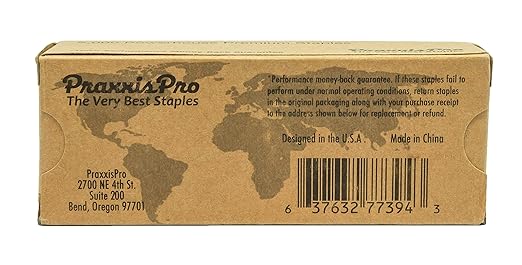 PraxxisPro
The Very Best Staples
*Performance money-back guarantee. If these staples fail to
perform under normal operating conditions, return staples
in the original packaging along with your purchase receipt
to the address shown below for replacement or refund.
Designed in the U.S.A. Made in China
PraxxisPro
2700 NE 4th St.
Suite 200
Bend, Oregon 97701
6 37632 77394 3